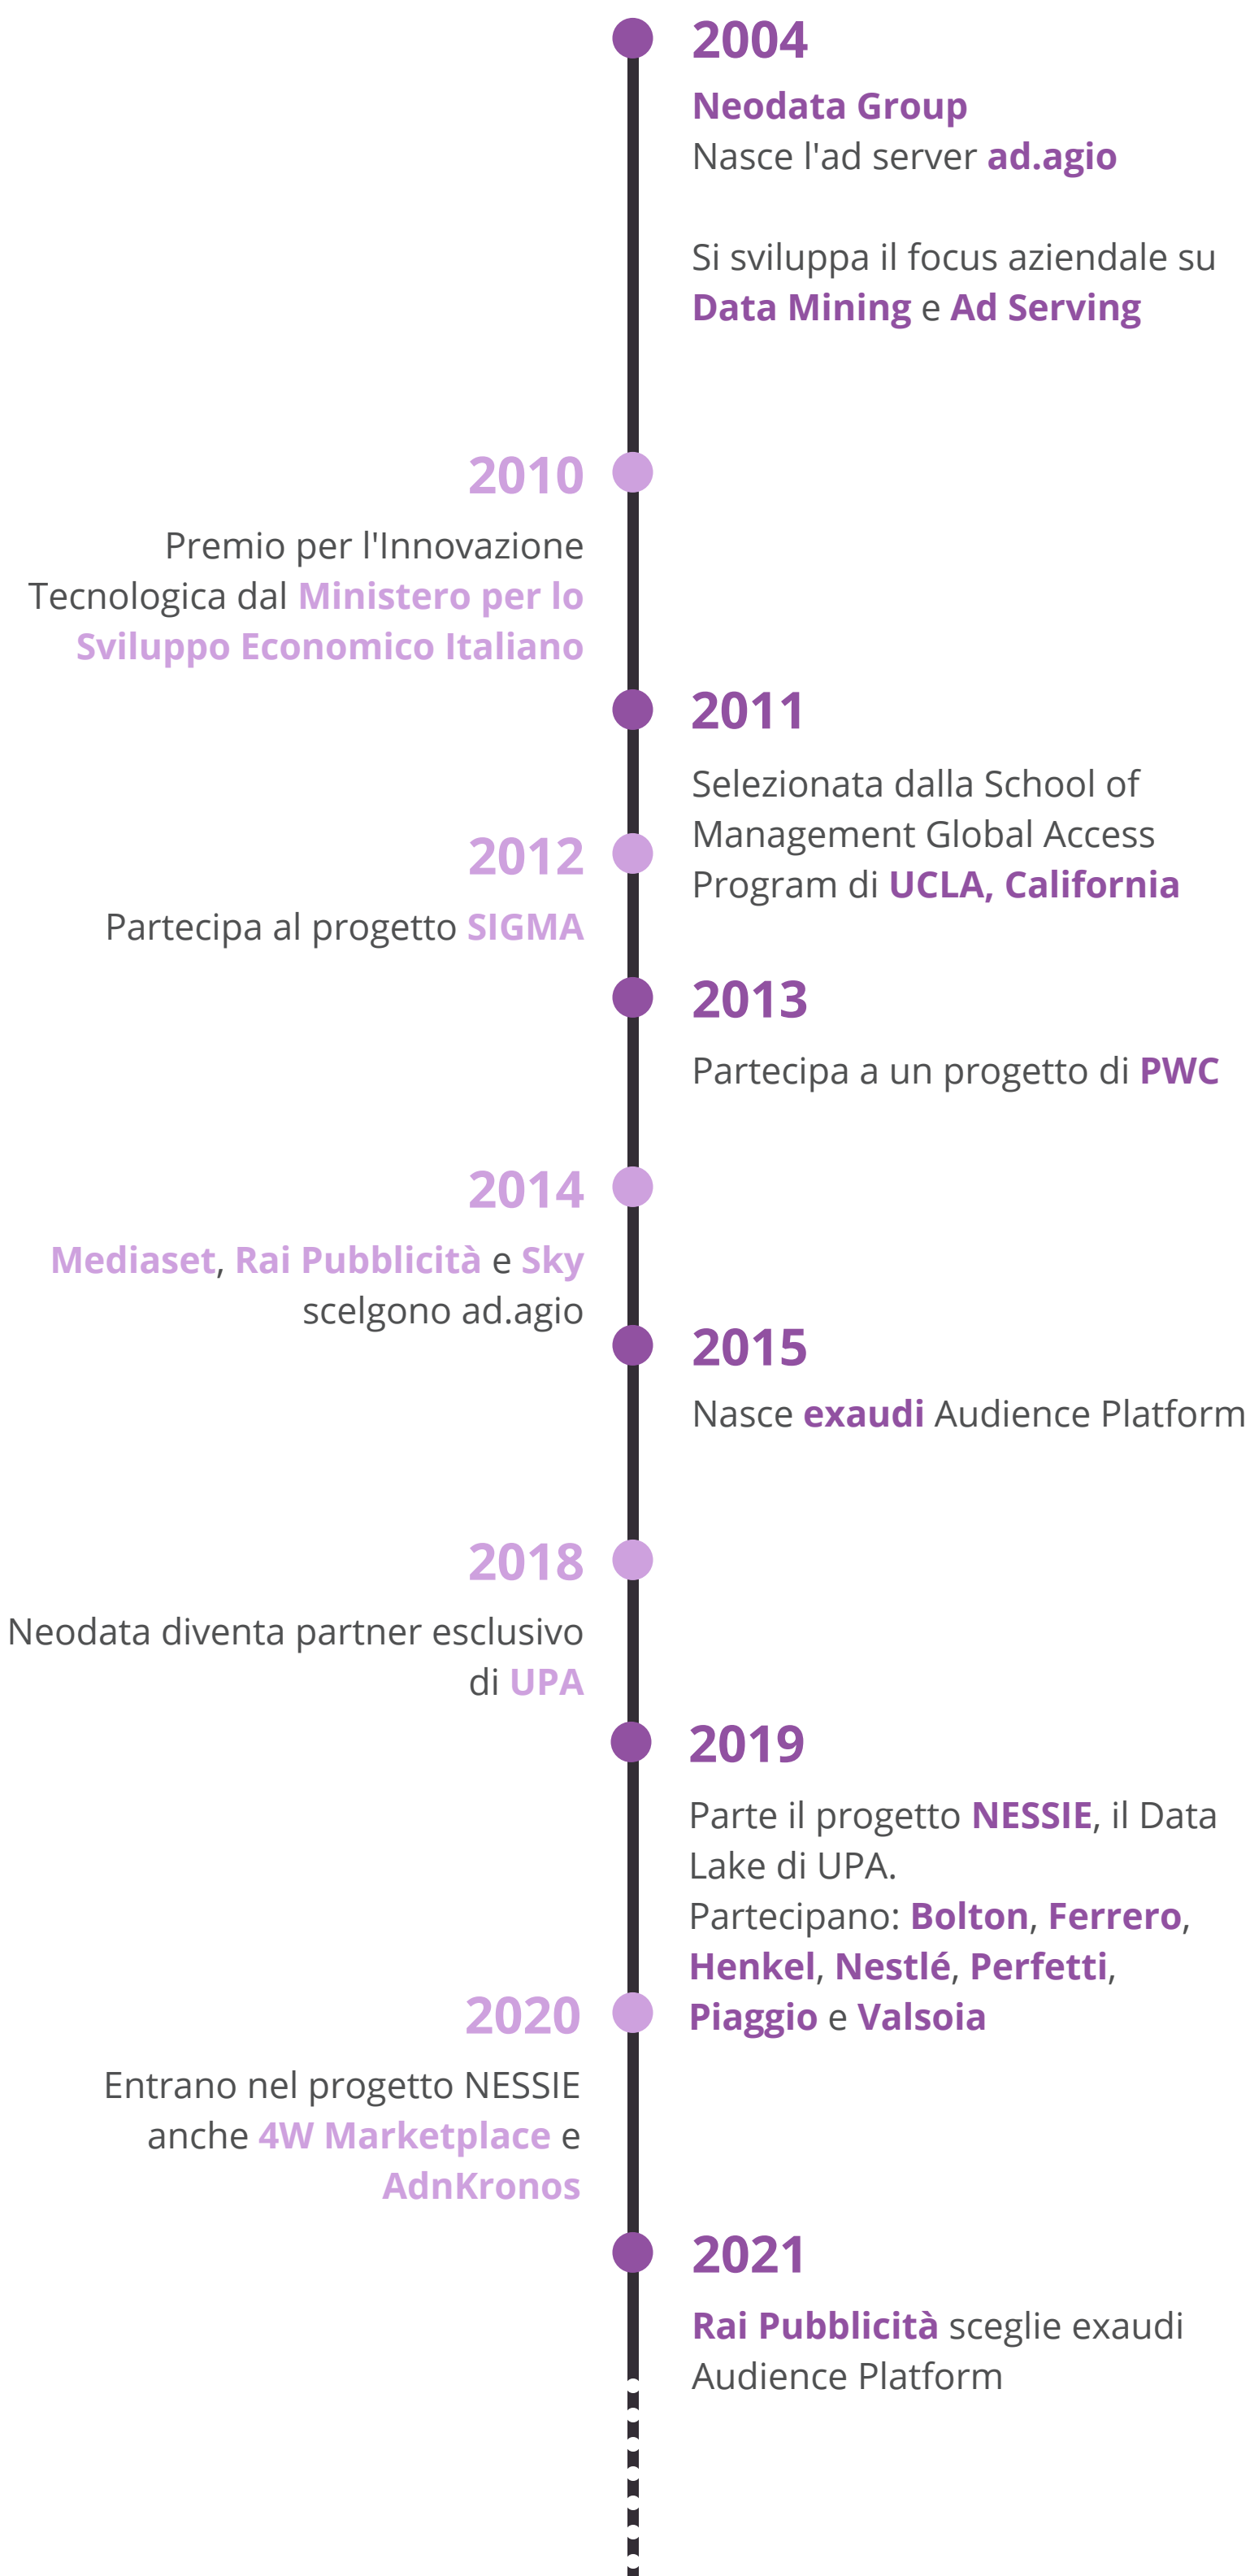 2004
Neodata Group
Nasce l'ad server ad.agio
Si sviluppa il focus aziendale su
Data Mining e Ad Serving
2010
Premio per l'Innovazione
Tecnologica dal Ministero per lo
Sviluppo Economico Italiano
2011
Selezionata dalla School of
Management Global Access
Program di UCLA, California
2012
Partecipa al progetto SIGMA
2013
Partecipa a un progetto di PWC
2014
Mediaset, Rai Pubblicità e Sky
scelgono ad.agio
2015
Nasce exaudi Audience Platform
2018
Neodata diventa partner esclusivo
di UPA
2019
Parte il progetto NESSIE, il Data
Lake di UPA.
Partecipano: Bolton, Ferrero,
Henkel, Nestlé, Perfetti,
Piaggio e Valsoia
2020
Entrano nel progetto NESSIE
anche 4W Marketplace e
AdnKronos
2021
Rai Pubblicità sceglie exaudi
Audience Platform